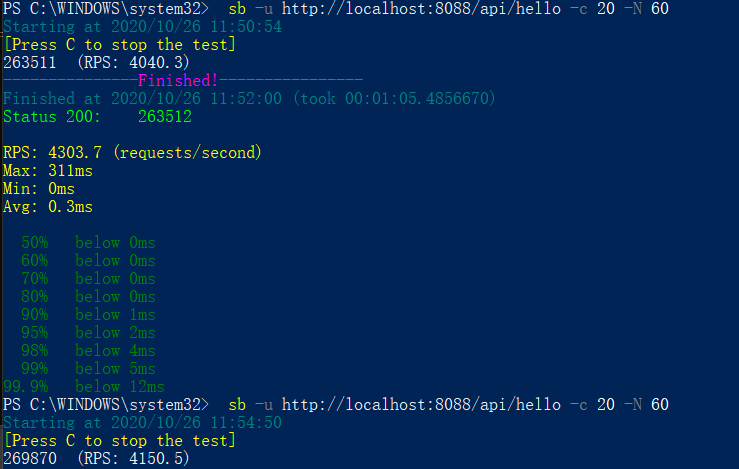 PS C:\WINDOWS\system32>  sb -u http://localhost:8088/api/hello -c 20 -N 60
Starting at 2020/10/26 11:50:54
[Press C to stop the test]
263511  (RPS: 4040.3)
---------------Finished!----------------
Finished at 2020/10/26 11:52:00 (took 00:01:05.4856670)
Status 200:    263512
RPS: 4303.7 (requests/second)
Max: 311ms
Min: 0ms
Avg: 0.3ms
50%   below 0ms
60%   below 0ms
70%   below 0ms
80%   below 0ms
90%   below 1ms
95%   below 2ms
98%   below 4ms
99%   below 5ms
99.9%   below 12ms
PS C:\WINDOWS\system32>  sb -u http://localhost:8088/api/hello -c 20 -N 60
Starting at 2020/10/26 11:54:50
[Press C to stop the test]
269870  (RPS: 4150.5)